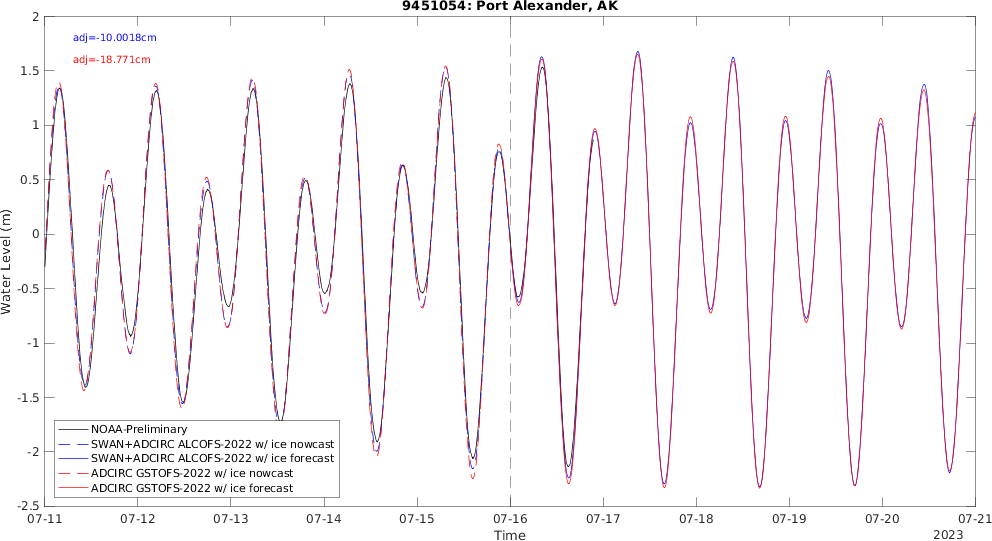 9451054: Port Alexander, AK
adj=-10.0018cm
adj=-18.771cm
2
1.5
1
0.5
0
-0.5
-1
-1.5
-2
-2.5
Water Level (m)
NOAA-Preliminary
SWAN+ADCIRC ALCOFS-2022 w/ ice nowcast
SWAN+ADCIRC ALCOFS-2022 w/ ice forecast
ADCIRC GSTOFS-2022 w/ ice nowcast
ADCIRC GSTOFS-2022 w/ ice forecast
07-11 07-12 07-13 07-14 07-15 07-16 07-17 07-18 07-19 07-20 07-21
Time
2023